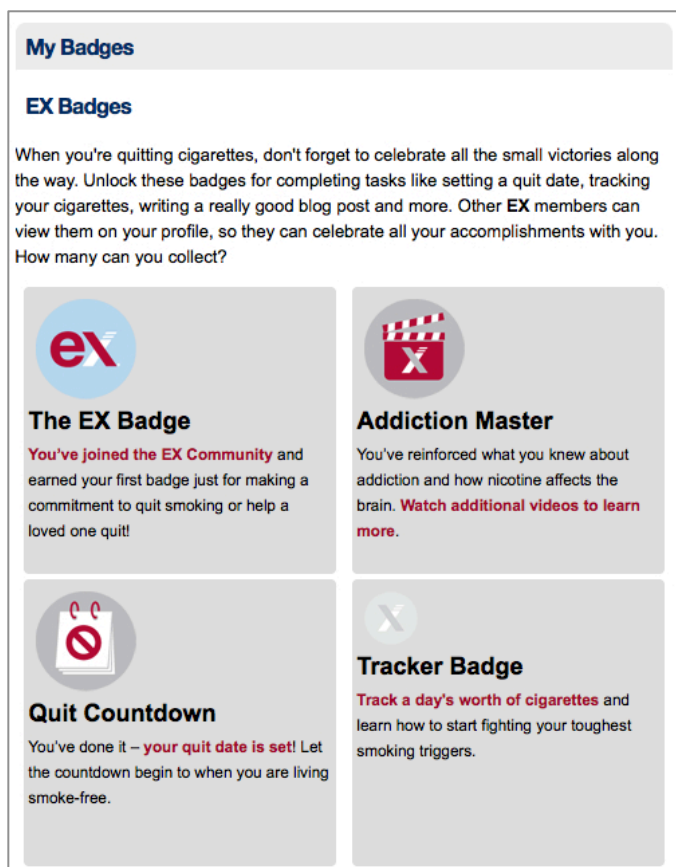 My Badges
EX Badges
When you're quitting cigarettes, don't forget to celebrate all the small victories along
the way. Unlock these badges for completing tasks like setting a quit date, tracking
your cigarettes, writing a really good blog post and more. Other EX members can
view them on your profile, so they can celebrate all your accomplishments with you.
How many can you collect?
ex
The EX Badge
You've joined the EX Community and
earned your first badge just for making a
commitment to quit smoking or help a
loved one quit!
X
Addiction Master
You've reinforced what you knew about
addiction and how nicotine affects the
brain. Watch additional videos to learn
more.
Quit Countdown
You've done it – your quit date is set! Let
the countdown begin to when you are living
smoke-free.
X
Tracker Badge
Track a day's worth of cigarettes and
learn how to start fighting your toughest
smoking triggers.